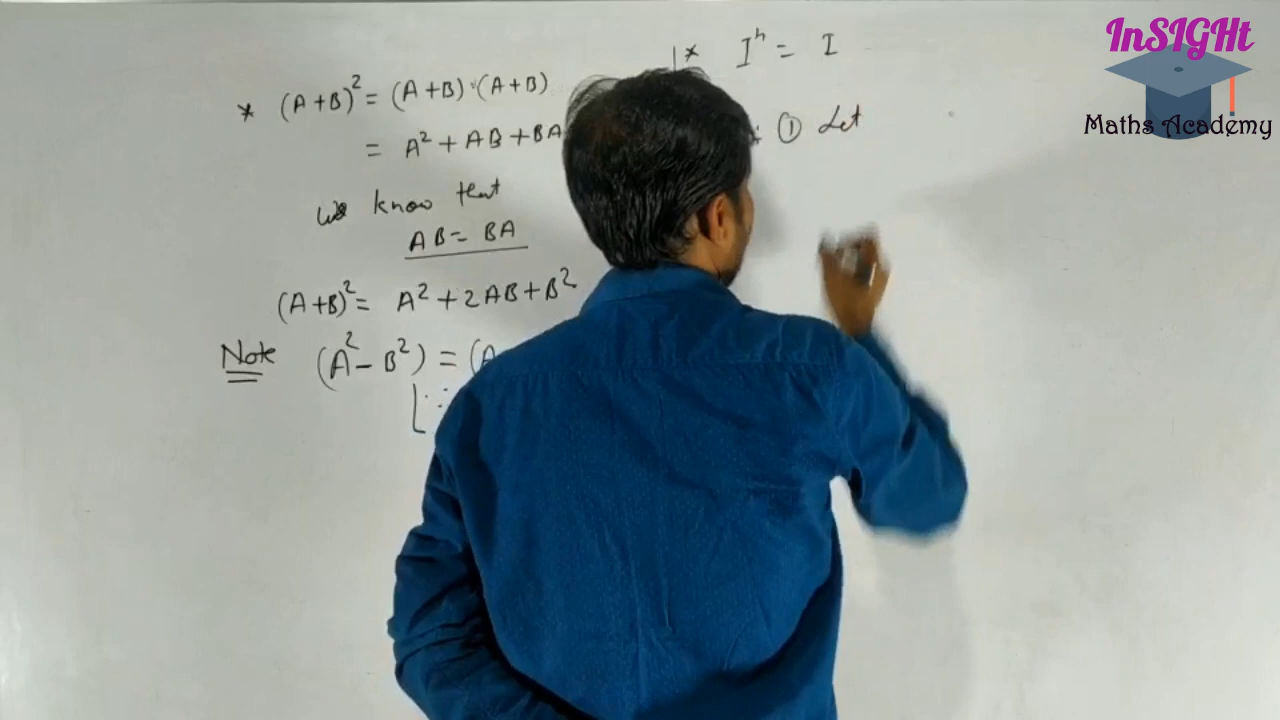 * (A+B)² = (A+B)·(A+B)
= A² + AB + BA
We know that
AB = BA
(A+B)² = A² + 2AB + B²
Note (A² - B²) = (A
[∵
* Iⁿ = I
: ① Let
InSIGHt
Maths Academy